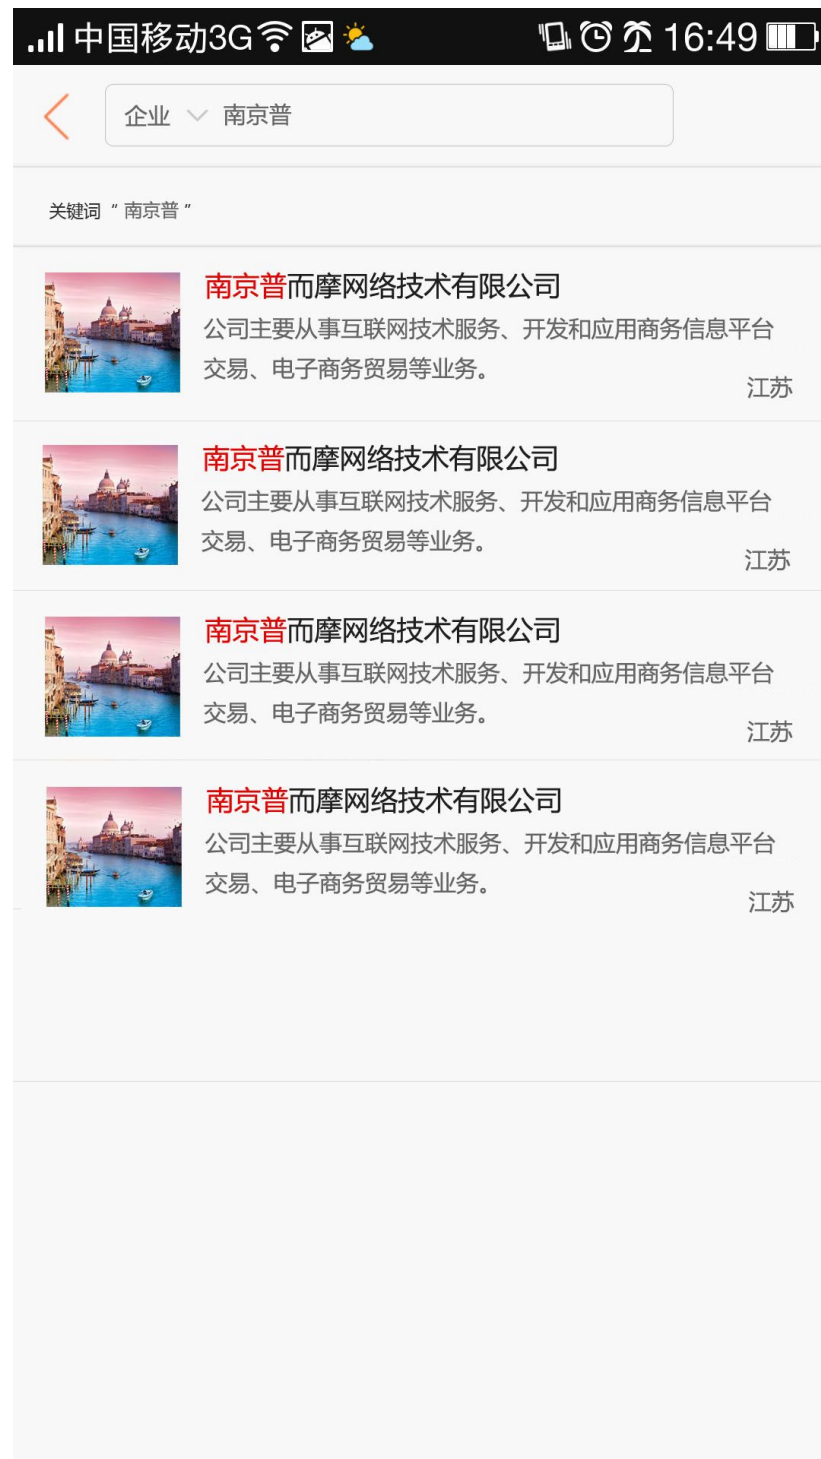 中国移动3G 16:49
企业 南京普
关键词 “ 南京普 ”
南京普而摩网络技术有限公司
公司主要从事互联网技术服务、开发和应用商务信息平台
交易、电子商务贸易等业务。
江苏
南京普而摩网络技术有限公司
公司主要从事互联网技术服务、开发和应用商务信息平台
交易、电子商务贸易等业务。
江苏
南京普而摩网络技术有限公司
公司主要从事互联网技术服务、开发和应用商务信息平台
交易、电子商务贸易等业务。
江苏
南京普而摩网络技术有限公司
公司主要从事互联网技术服务、开发和应用商务信息平台
交易、电子商务贸易等业务。
江苏